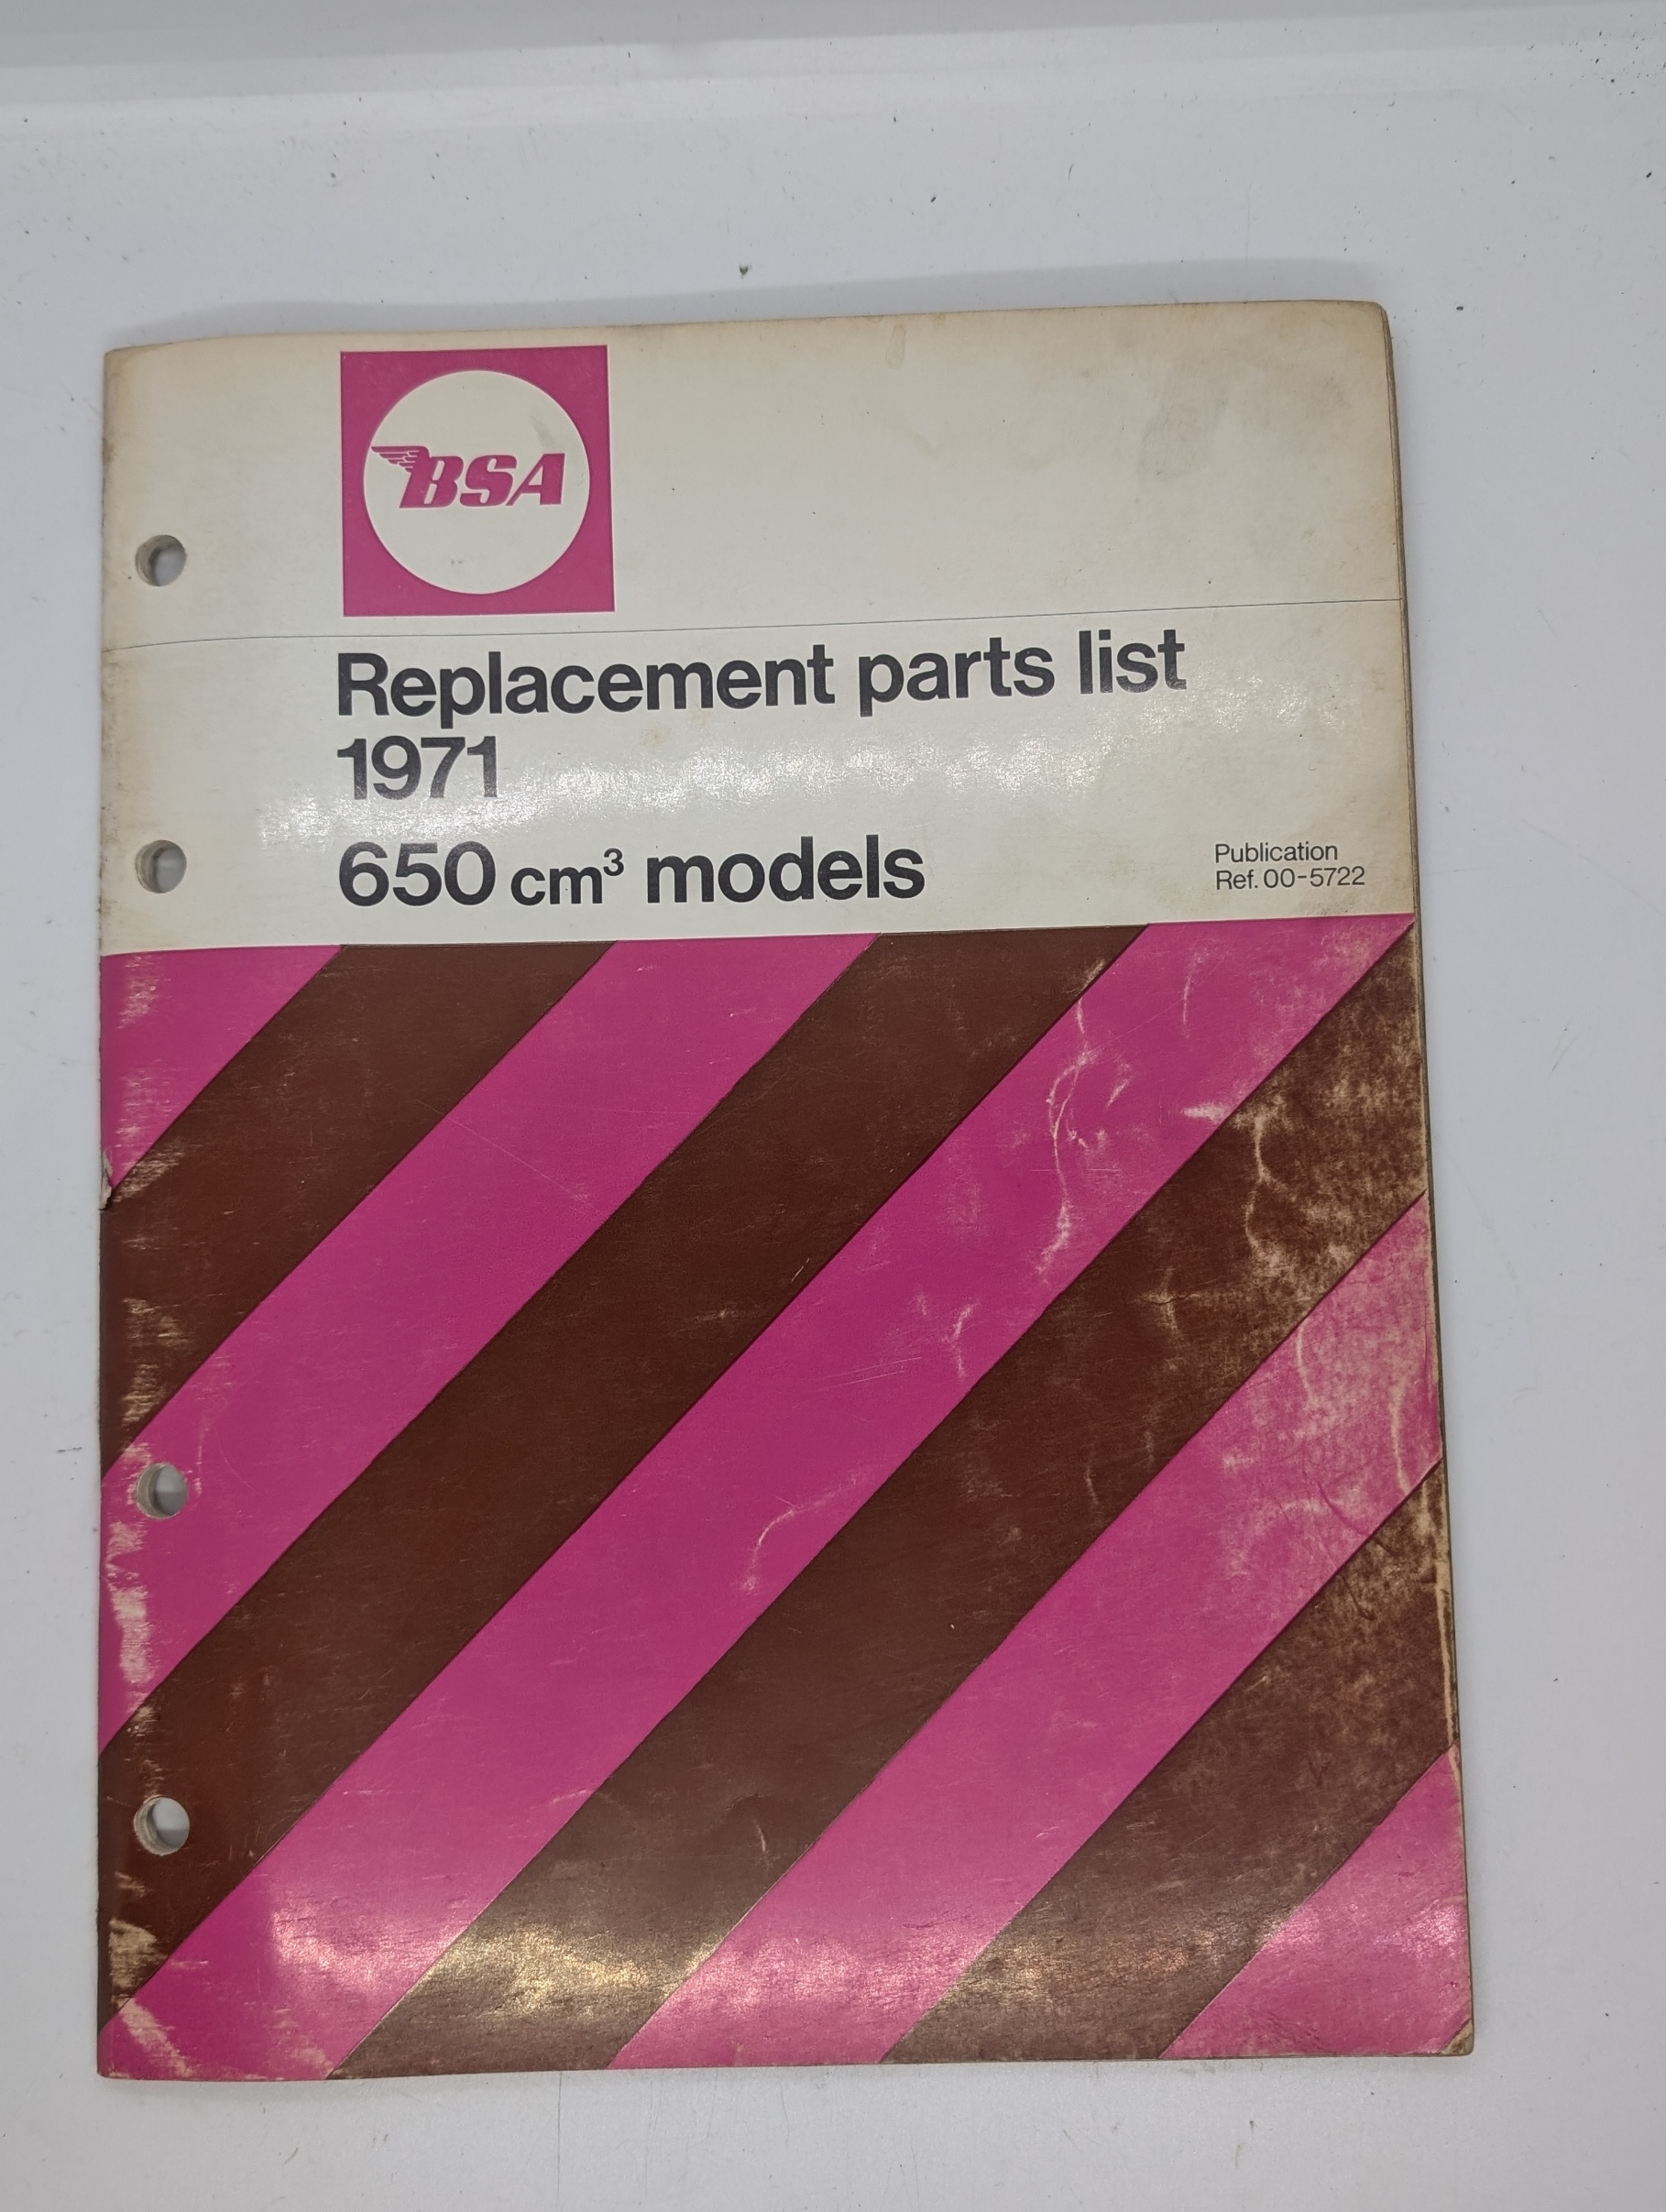 BSA
Replacement parts list
1971
650 cm³ models
Publication
Ref. 00-5722